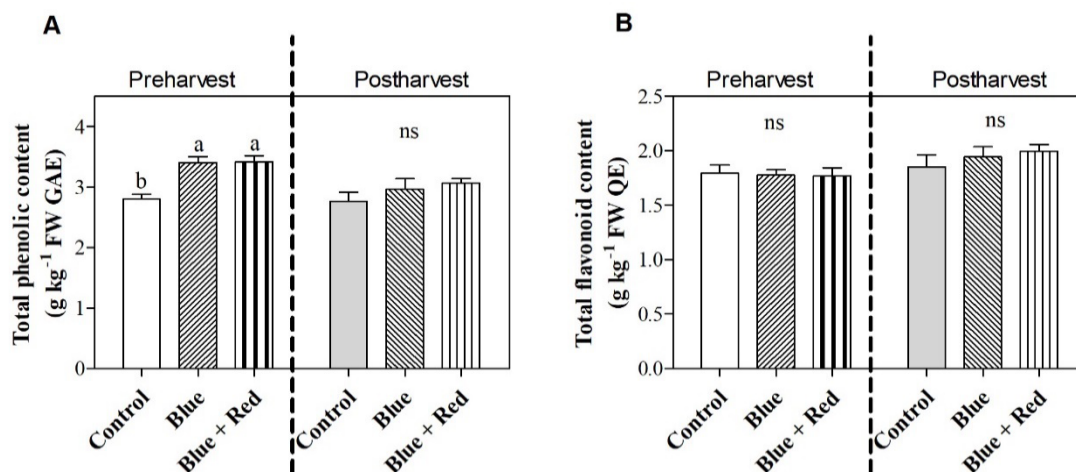 A
Preharvest
Postharvest
Total phenolic content
(g kg⁻¹ FW GAE)
4
3
2
1
0
b
a
a
ns
Control
Blue
Blue + Red
Control
Blue
Blue + Red
B
Preharvest
Postharvest
Total flavonoid content
(g kg⁻¹ FW QE)
2.5
2.0
1.5
1.0
0.5
0.0
ns
ns
Control
Blue
Blue + Red
Control
Blue
Blue + Red